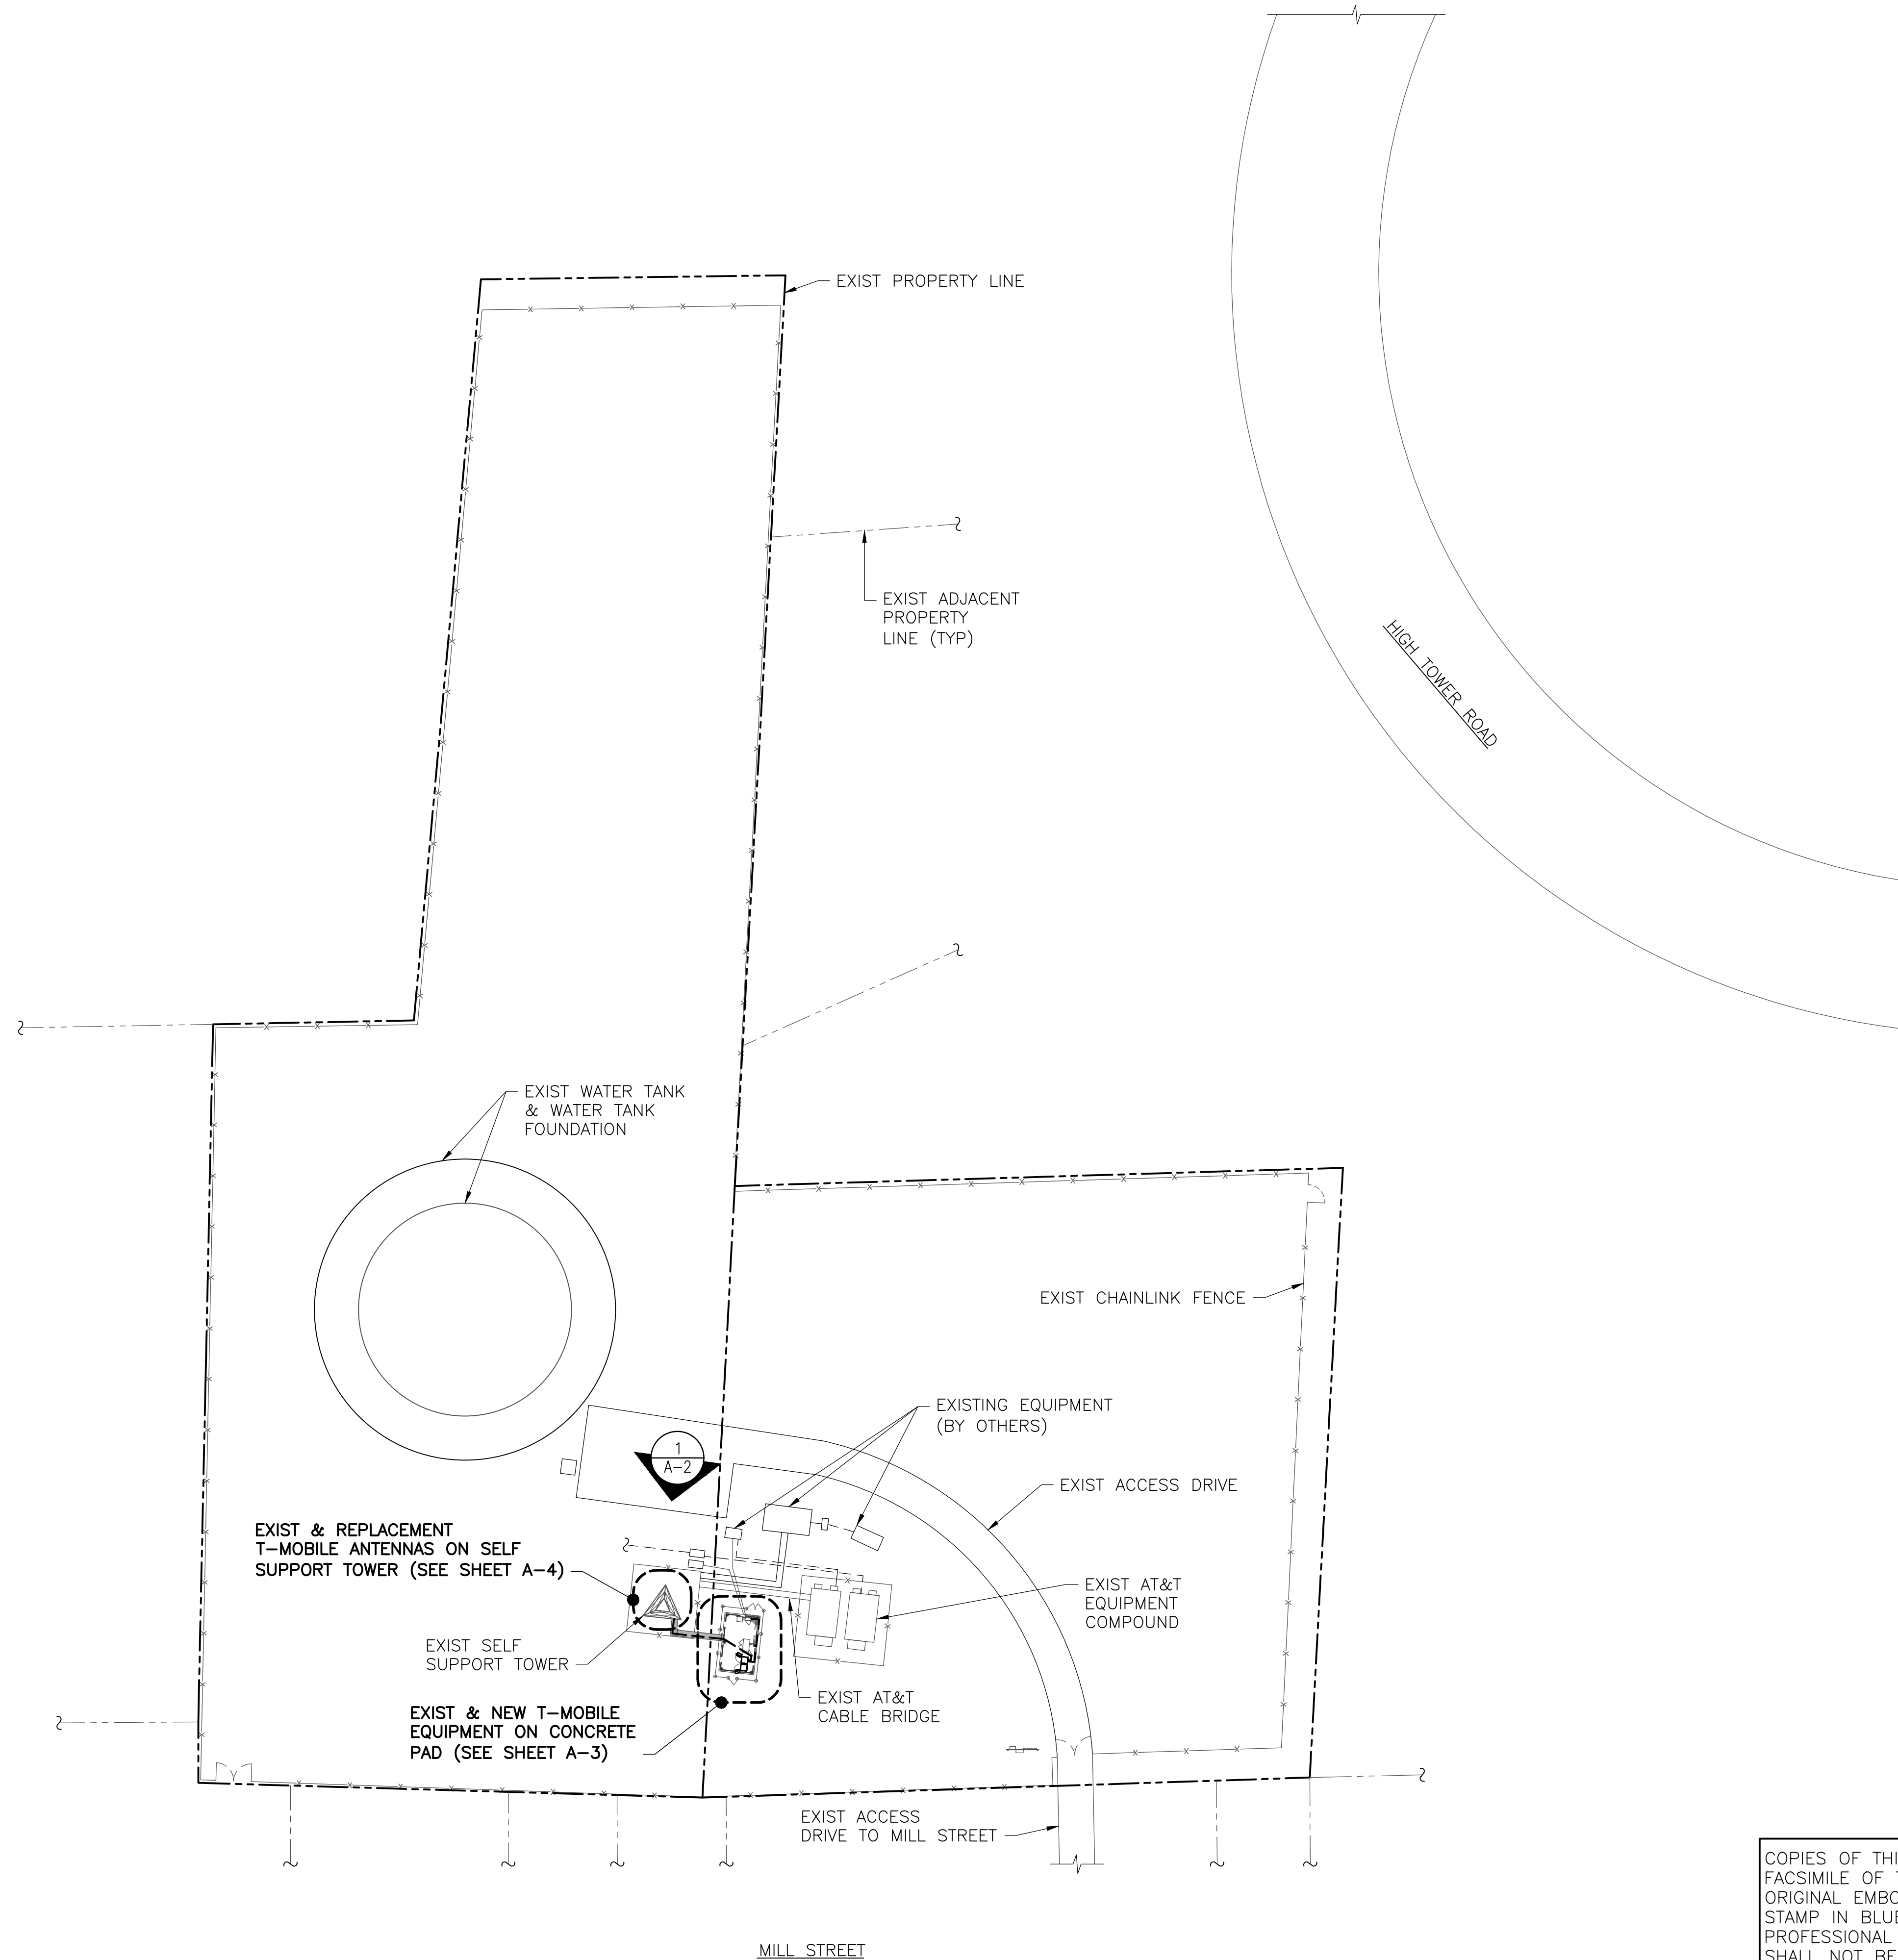 EXIST PROPERTY LINE
EXIST ADJACENT
PROPERTY
LINE (TYP)
HIGH TOWER ROAD
EXIST WATER TANK
& WATER TANK
FOUNDATION
EXIST CHAINLINK FENCE
EXISTING EQUIPMENT
(BY OTHERS)
1
A-2
EXIST ACCESS DRIVE
EXIST & REPLACEMENT
T-MOBILE ANTENNAS ON SELF
SUPPORT TOWER (SEE SHEET A-4)
EXIST AT&T
EQUIPMENT
COMPOUND
EXIST SELF
SUPPORT TOWER
EXIST AT&T
CABLE BRIDGE
EXIST & NEW T-MOBILE
EQUIPMENT ON CONCRETE
PAD (SEE SHEET A-3)
EXIST ACCESS
DRIVE TO MILL STREET
MILL STREET
COPIES OF THI
FACSIMILE OF
ORIGINAL EMBO
STAMP IN BLUE
PROFESSIONAL
SHALL NOT BE